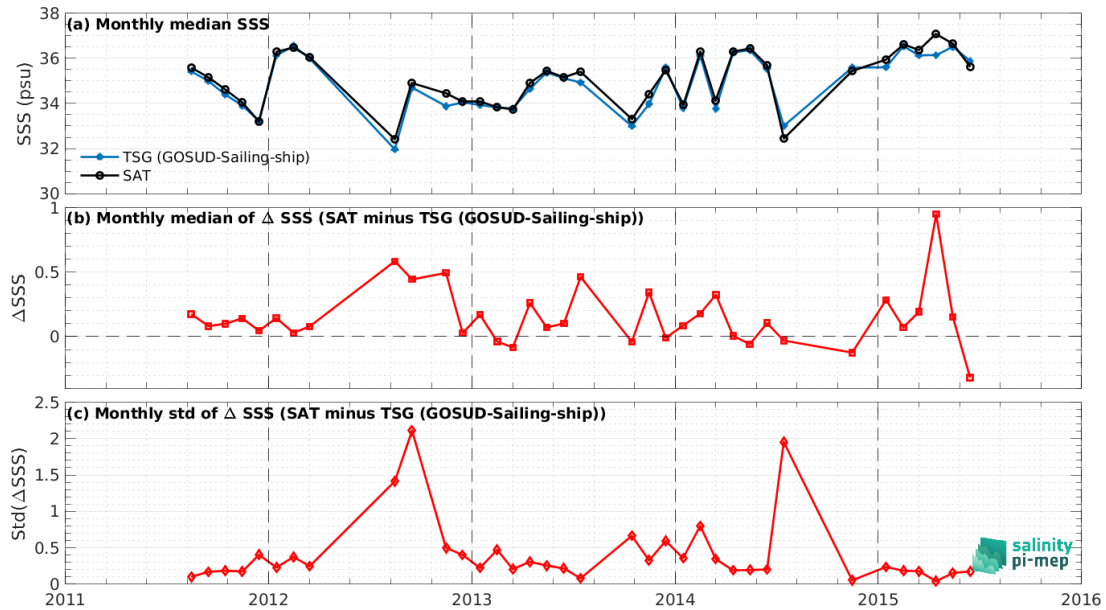 (a) Monthly median SSS
38
36
34
32
30
SSS (psu)
TSG (GOSUD-Sailing-ship)
SAT
(b) Monthly median of Δ SSS (SAT minus TSG (GOSUD-Sailing-ship))
1
0.5
0
ΔSSS
(c) Monthly std of Δ SSS (SAT minus TSG (GOSUD-Sailing-ship))
2.5
2
1.5
1
0.5
0
Std(ΔSSS)
salinity
pi-mep
2011 2012 2013 2014 2015 2016